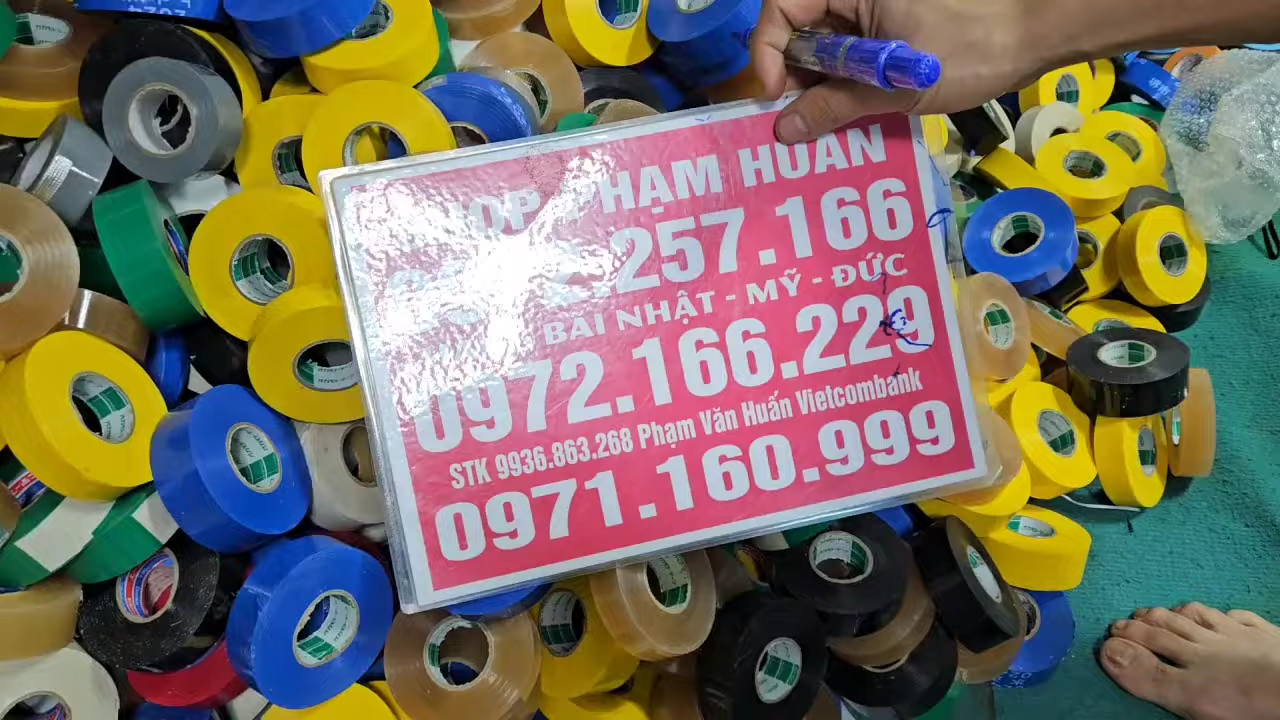 PHẠM HUẤN
257.166
BÃI NHẬT - MỸ - ĐỨC
0972.166.229
STK 9936.863.268 Phạm Văn Huấn Vietcombank
0971.160.999